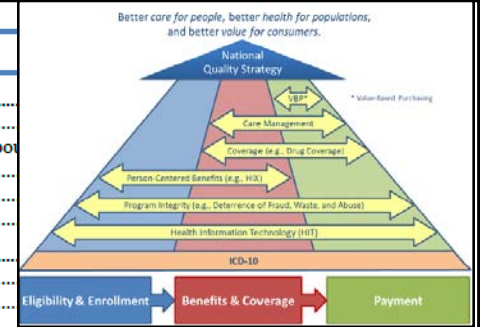 Better care for people, better health for populations,
and better value for consumers.
National
Quality Strategy
VBP*
* Value-Based Purchasing
Care Management
Coverage (e.g., Drug Coverage)
Person-Centered Benefits (e.g., HIX)
Program Integrity (e.g., Deterrence of Fraud, Waste, and Abuse)
Health Information Technology (HIT)
ICD-10
Eligibility & Enrollment
Benefits & Coverage
Payment